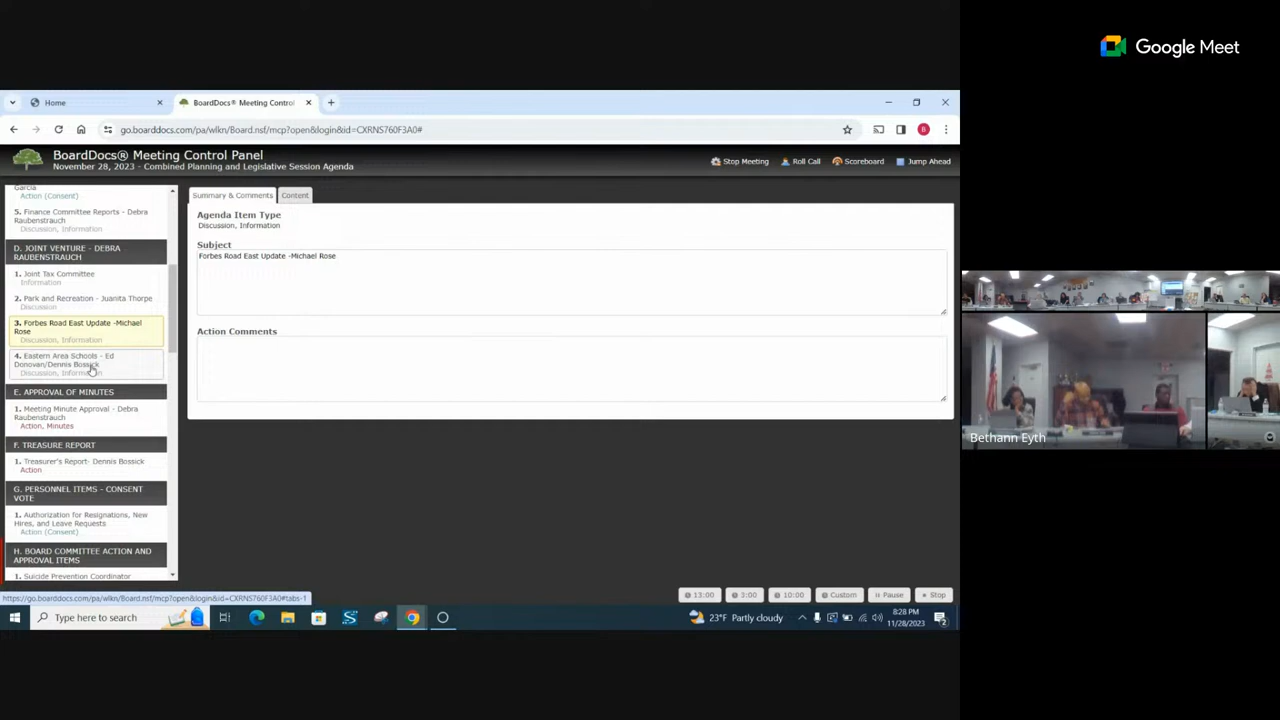 Google Meet
Home
BoardDocs® Meeting Control
go.boarddocs.com/pa/wlkn/Board.nsf/mcp?open&login&id=CXRNS760F3A0#
B
BoardDocs® Meeting Control Panel
November 28, 2023 - Combined Planning and Legislative Session Agenda
Stop Meeting
Roll Call
Scoreboard
Jump Ahead
Garcia
Action (Consent)
5. Finance Committee Reports - Debra
Raubenstrauch
Discussion, Information
D. JOINT VENTURE - DEBRA
RAUBENSTRAUCH
1. Joint Tax Committee
Information
2. Park and Recreation - Juanita Thorpe
Discussion
3. Forbes Road East Update -Michael
Rose
Discussion, Information
4. Eastern Area Schools - Ed
Donovan/Dennis Bossick
Discussion, Information
E. APPROVAL OF MINUTES
1. Meeting Minute Approval - Debra
Raubenstrauch
Action, Minutes
F. TREASURE REPORT
1. Treasurer's Report- Dennis Bossick
Action
G. PERSONNEL ITEMS - CONSENT
VOTE
1. Authorization for Resignations, New
Hires, and Leave Requests
Action (Consent)
H. BOARD COMMITTEE ACTION AND
APPROVAL ITEMS
1. Suicide Prevention Coordinator
Summary & Comments
Content
Agenda Item Type
Discussion, Information
Subject
Forbes Road East Update -Michael Rose
Action Comments
Bethann Eyth
13:00
3:00
10:00
Custom
Pause
Stop
https://go.boarddocs.com/pa/wlkn/Board.nsf/mcp?open&login&id=CXRNS760F3A0#tabs-1
Type here to search
23°F Partly cloudy
8:28 PM
11/28/2023
2